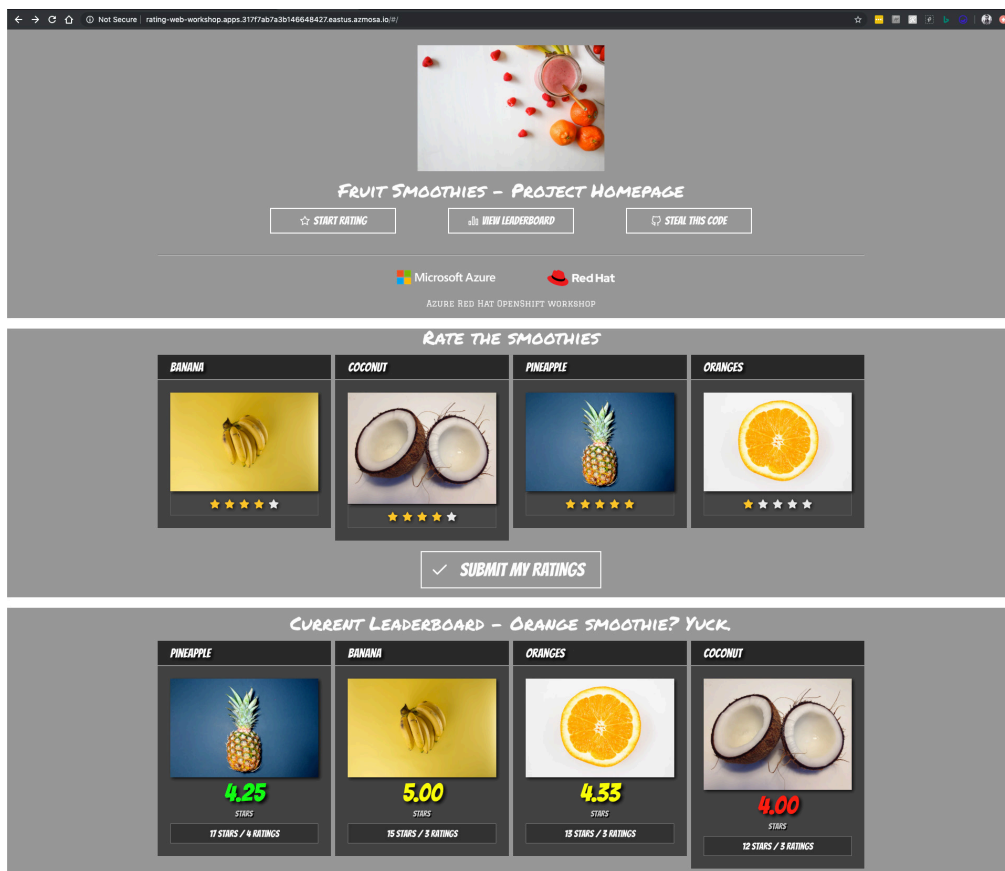 Not Secure | rating-web-workshop.apps.317f7ab7a3b146648427.eastus.azmosa.io/#/
Fruit Smoothies – Project Homepage
START RATING
VIEW LEADERBOARD
STEAL THIS CODE
Microsoft Azure
Red Hat
Azure Red Hat OpenShift workshop
Rate the smoothies
BANANA
COCONUT
PINEAPPLE
ORANGES
SUBMIT MY RATINGS
Current Leaderboard – Orange smoothie? Yuck.
PINEAPPLE
BANANA
ORANGES
COCONUT
4.25
STARS
17 STARS / 4 RATINGS
5.00
STARS
15 STARS / 3 RATINGS
4.33
STARS
13 STARS / 3 RATINGS
4.00
STARS
12 STARS / 3 RATINGS